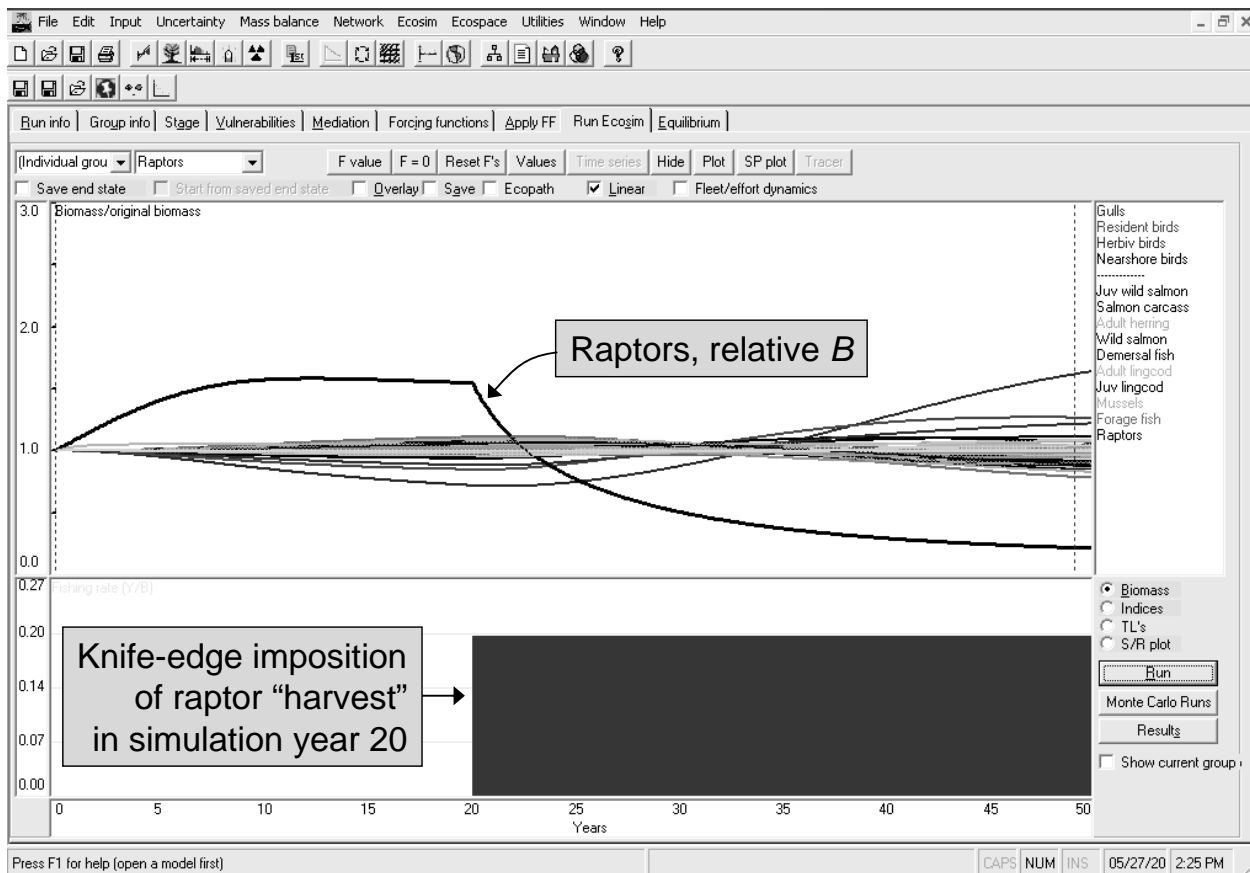 File Edit Input Uncertainty Mass balance Network Ecosim Ecospace Utilities Window Help
1st
Run info Group info Stage Vulnerabilities Mediation Forcing functions Apply FF Run Ecosim Equilibrium
(Individual grou Raptors F value F = 0 Reset F's Values Time series Hide Plot SP plot Tracer
Save end state Start from saved end state Overlay Save Ecopath Linear Fleet/effort dynamics
3.0
Biomass/original biomass
2.0
1.0
0.0
Raptors, relative B
Gulls
Resident birds
Herbiv birds
Nearshore birds
-------------
Juv wild salmon
Salmon carcass
Adult herring
Wild salmon
Demersal fish
Adult lingcod
Juv lingcod
Mussels
Forage fish
Raptors
0.27
Fishing rate (Y/B)
0.20
0.14
0.07
0.00
Knife-edge imposition
of raptor “harvest”
in simulation year 20
Biomass
Indices
TL's
S/R plot
Run
Monte Carlo Runs
Results
Show current group
0 5 10 15 20 25 30 35 40 45 50
Years
Press F1 for help (open a model first) CAPS NUM INS 05/27/20 2:25 PM